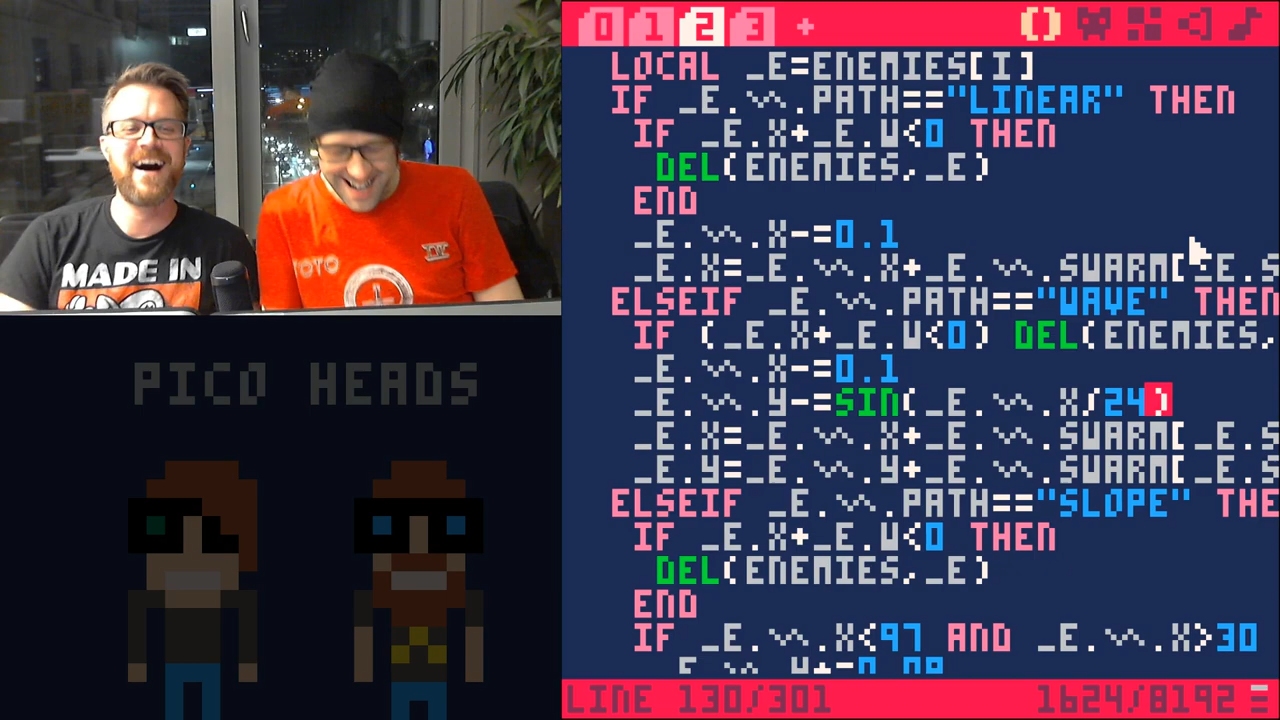 MADE IN
TOTO
IV
PICO HEADS
0 1 2 3 +
LOCAL _E=ENEMIES[I]
IF _E.〰.PATH=="LINEAR" THEN
IF _E.X+_E.W<0 THEN
DEL(ENEMIES,_E)
END
_E.〰.X-=0.1
_E.X=_E.〰.X+_E.〰.SWARM[_E.S
ELSEIF _E.〰.PATH=="WAVE" THEN
IF (_E.X+_E.W<0) DEL(ENEMIES,
_E.〰.X-=0.1
_E.〰.Y-=SIN(_E.〰.X/24)
_E.X=_E.〰.X+_E.〰.SWARM[_E.S
_E.Y=_E.〰.Y+_E.〰.SWARM[_E.S
ELSEIF _E.〰.PATH=="SLOPE" THE
IF _E.X+_E.W<0 THEN
DEL(ENEMIES,_E)
END
IF _E.〰.X<97 AND _E.〰.X>30
LINE 130/301
1624/8192